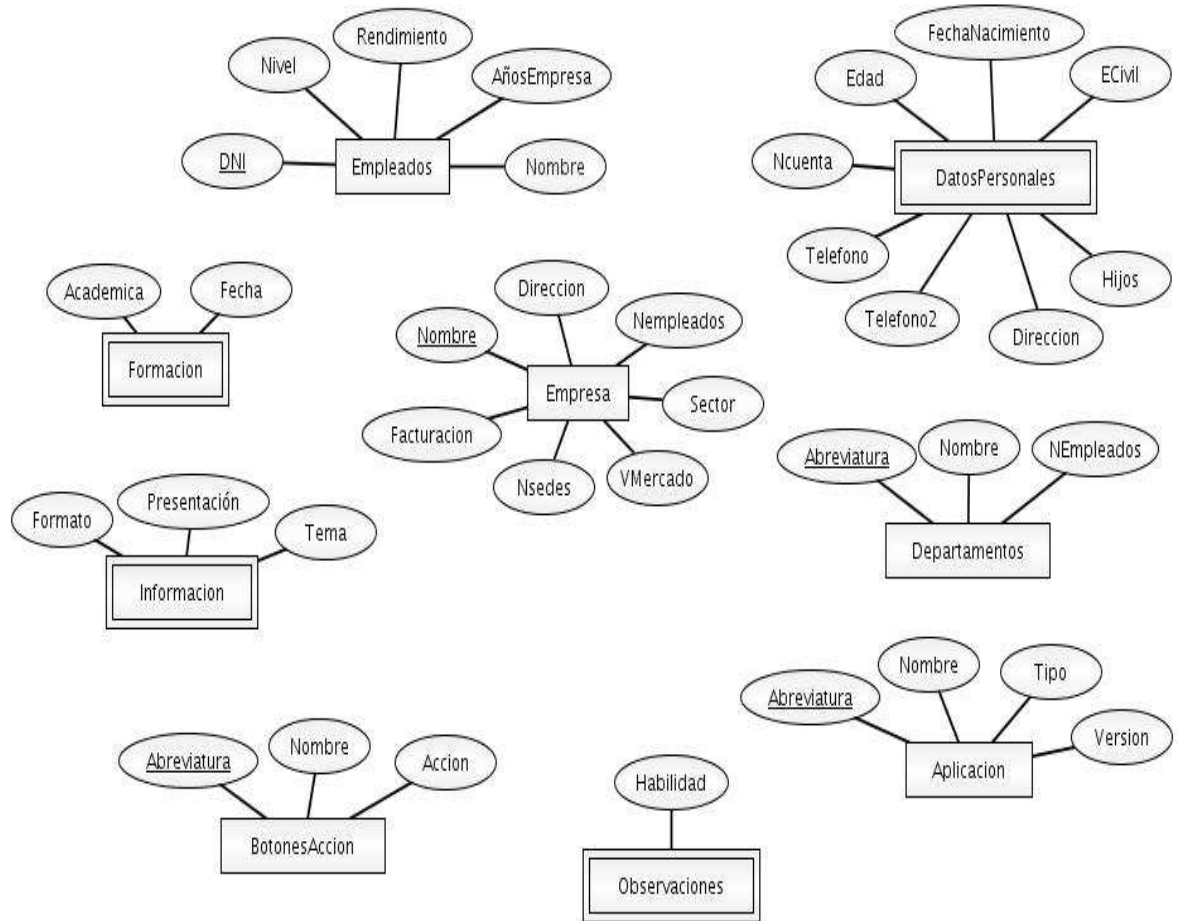 Rendimiento
Nivel
AñosEmpresa
DNI
Empleados
Nombre
FechaNacimiento
Edad
ECivil
Ncuenta
DatosPersonales
Telefono
Telefono2
Direccion
Hijos
Academica
Fecha
Formacion
Direccion
Nombre
Nempleados
Empresa
Sector
Facturacion
Nsedes
VMercado
Abreviatura
Nombre
NEmpleados
Departamentos
Formato
Presentación
Tema
Informacion
Abreviatura
Nombre
Tipo
Version
Aplicacion
Abreviatura
Nombre
Accion
BotonesAccion
Habilidad
Observaciones